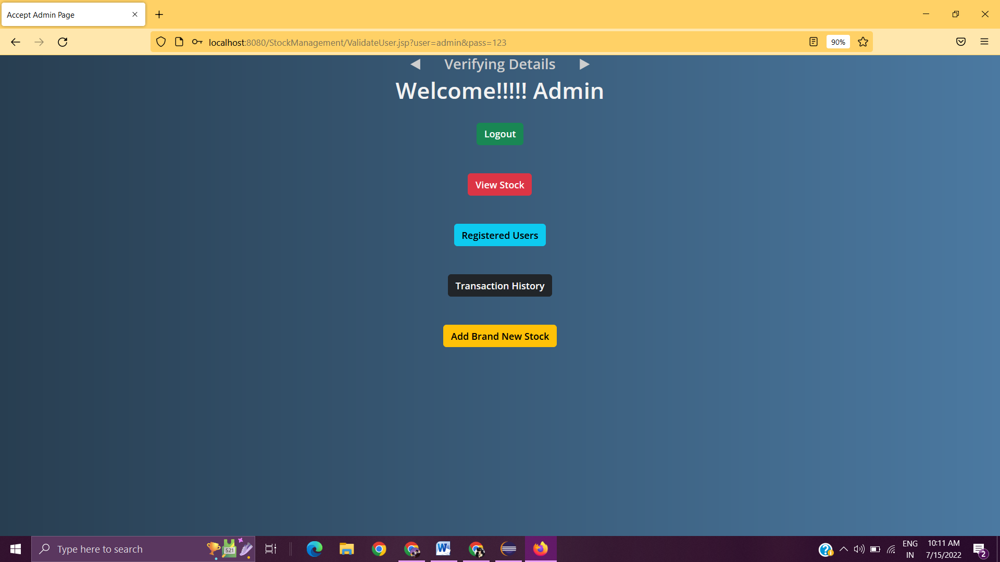 Accept Admin Page
localhost:8080/StockManagement/ValidateUser.jsp?user=admin&pass=123
90%
Verifying Details
Welcome!!!!! Admin
Logout
View Stock
Registered Users
Transaction History
Add Brand New Stock
Type here to search
521
W
ENG
IN
10:11 AM
7/15/2022
2